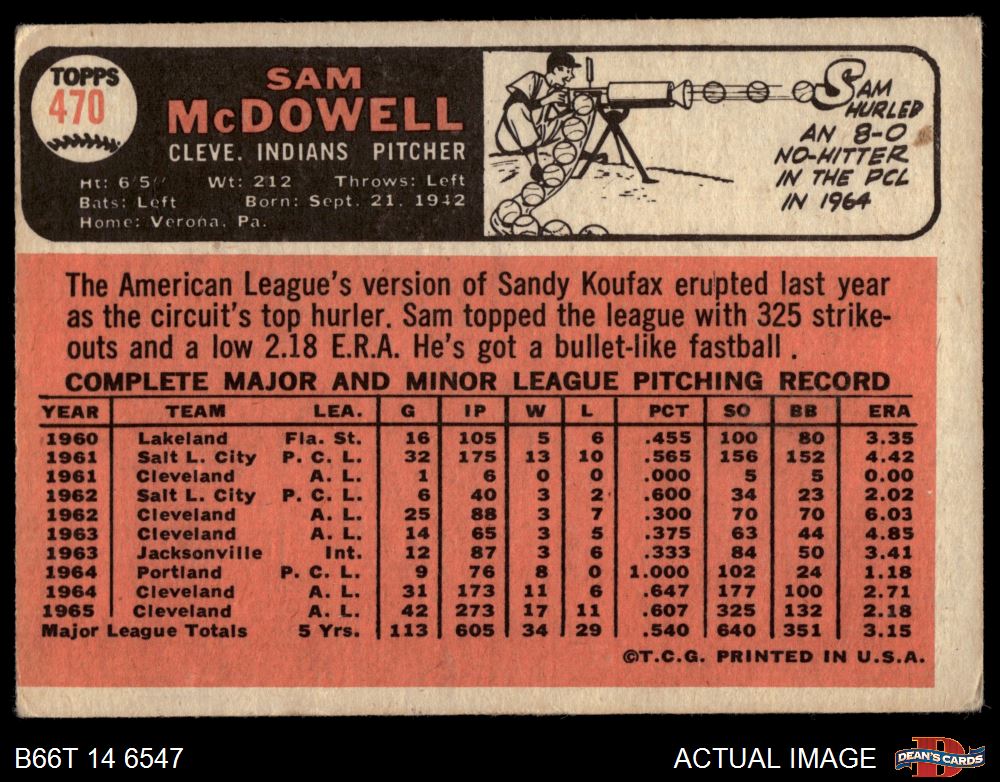 TOPPS
470
SAM
McDOWELL
CLEVE. INDIANS PITCHER
Ht: 6'5" Wt: 212 Throws: Left
Bats: Left Born: Sept. 21, 1942
Home: Verona, Pa.
SAM
HURLED
AN 8-0
NO-HITTER
IN THE PCL
IN 1964
The American League's version of Sandy Koufax erupted last year
as the circuit's top hurler. Sam topped the league with 325 strike-
outs and a low 2.18 E.R.A. He's got a bullet-like fastball.
COMPLETE MAJOR AND MINOR LEAGUE PITCHING RECORD
YEAR TEAM LEA. G IP W L PCT SO BB ERA
1960 Lakeland Fla. St. 16 105 5 6 .455 100 80 3.35
1961 Salt L. City P. C. L. 32 175 13 10 .565 156 152 4.42
1961 Cleveland A. L. 1 6 0 0 .000 5 5 0.00
1962 Salt L. City P. C. L. 6 40 3 2 .600 34 23 2.02
1962 Cleveland A. L. 25 88 3 7 .300 70 70 6.03
1963 Cleveland A. L. 14 65 3 5 .375 63 44 4.85
1963 Jacksonville Int. 12 87 3 6 .333 84 50 3.41
1964 Portland P. C. L. 9 76 8 0 1.000 102 24 1.18
1964 Cleveland A. L. 31 173 11 6 .647 177 100 2.71
1965 Cleveland A. L. 42 273 17 11 .607 325 132 2.18
Major League Totals 5 Yrs. 113 605 34 29 .540 640 351 3.15
©T.C.G. PRINTED IN U.S.A.
B66T 14 6547
ACTUAL IMAGE
D
DEAN'S CARDS